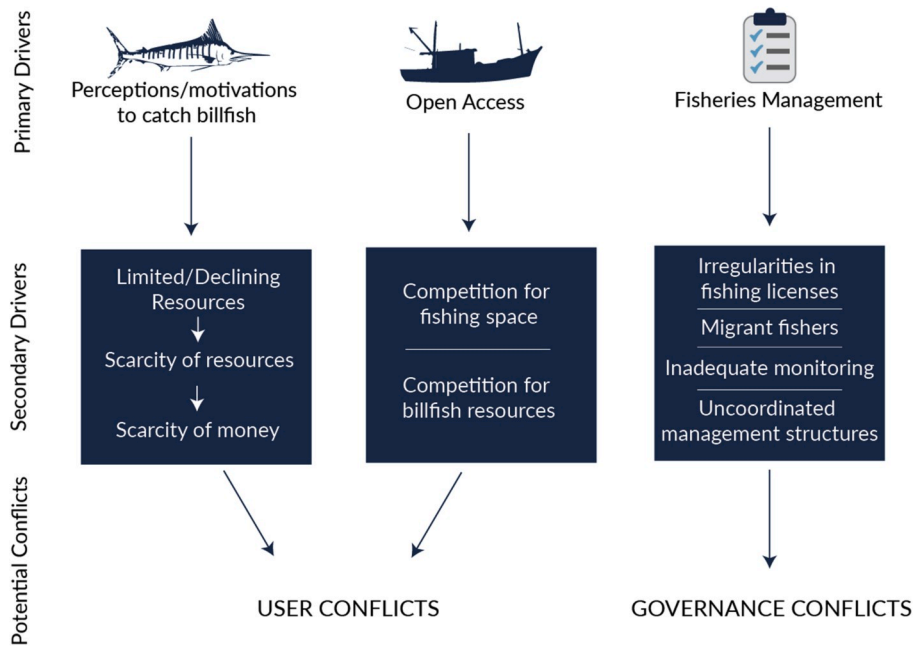 Primary Drivers
Perceptions/motivations
to catch billfish
Open Access
Fisheries Management
Secondary Drivers
Limited/Declining
Resources
Scarcity of resources
Scarcity of money
Competition for
fishing space
Competition for
billfish resources
Irregularities in
fishing licenses
Migrant fishers
Inadequate monitoring
Uncoordinated
management structures
Potential Conflicts
USER CONFLICTS
GOVERNANCE CONFLICTS